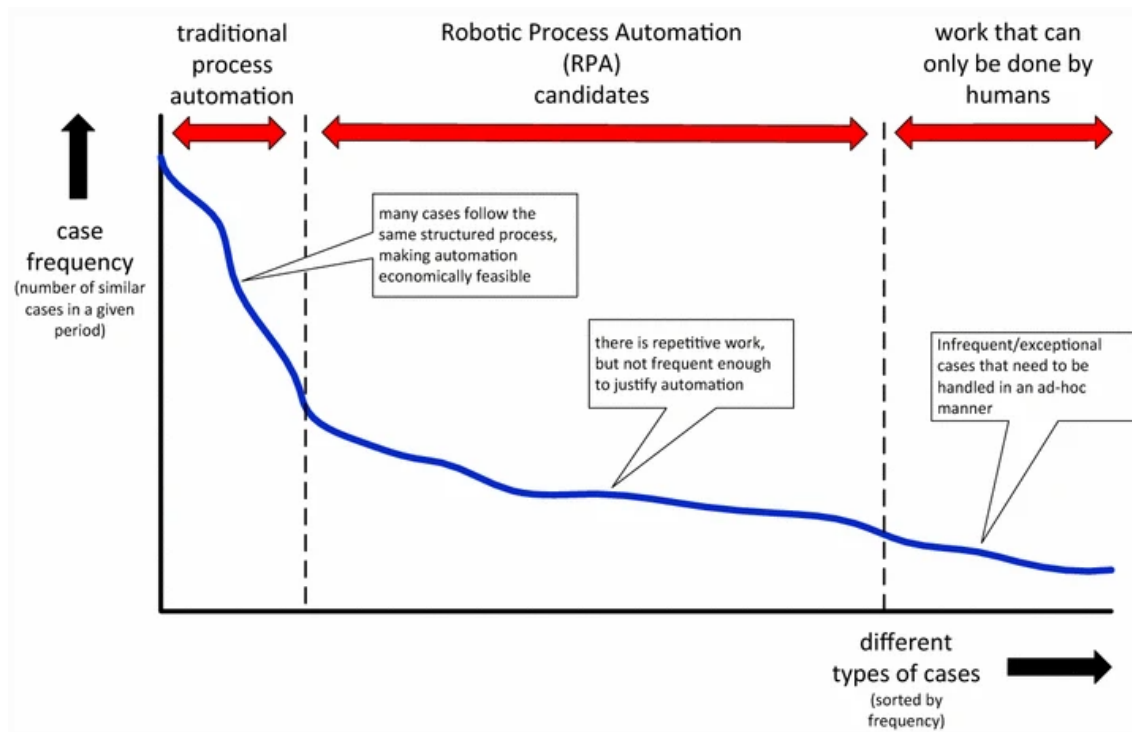 traditional
process
automation
Robotic Process Automation
(RPA)
candidates
work that can
only be done by
humans
case
frequency
(number of similar
cases in a given
period)
many cases follow the
same structured process,
making automation
economically feasible
there is repetitive work,
but not frequent enough
to justify automation
Infrequent/exceptional
cases that need to be
handled in an ad-hoc
manner
different
types of cases
(sorted by
frequency)